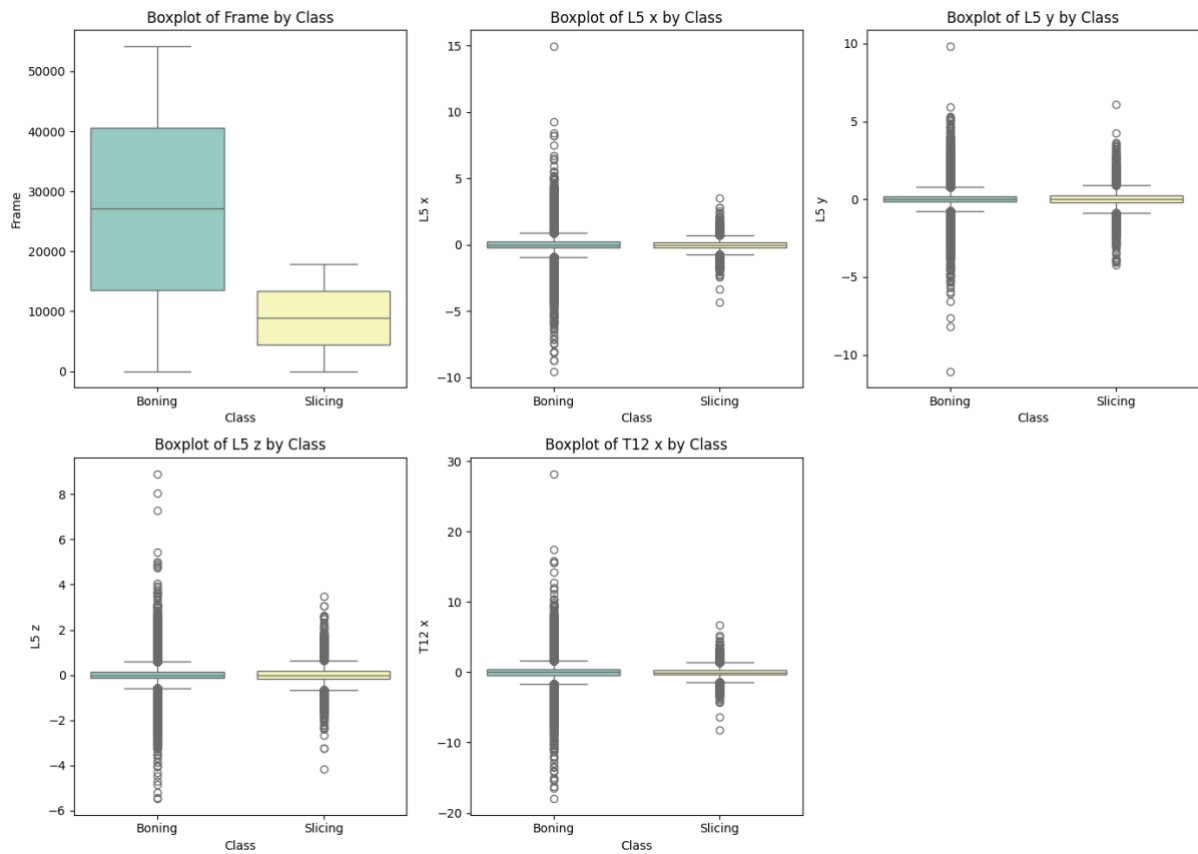 Boxplot of Frame by Class
50000
40000
30000
20000
10000
0
Frame
Boning
Slicing
Class
Boxplot of L5 x by Class
15
10
5
0
−5
−10
L5 x
Boning
Slicing
Class
Boxplot of L5 y by Class
10
5
0
−5
−10
L5 y
Boning
Slicing
Class
Boxplot of L5 z by Class
8
6
4
2
0
−2
−4
−6
L5 z
Boning
Slicing
Class
Boxplot of T12 x by Class
30
20
10
0
−10
−20
T12 x
Boning
Slicing
Class